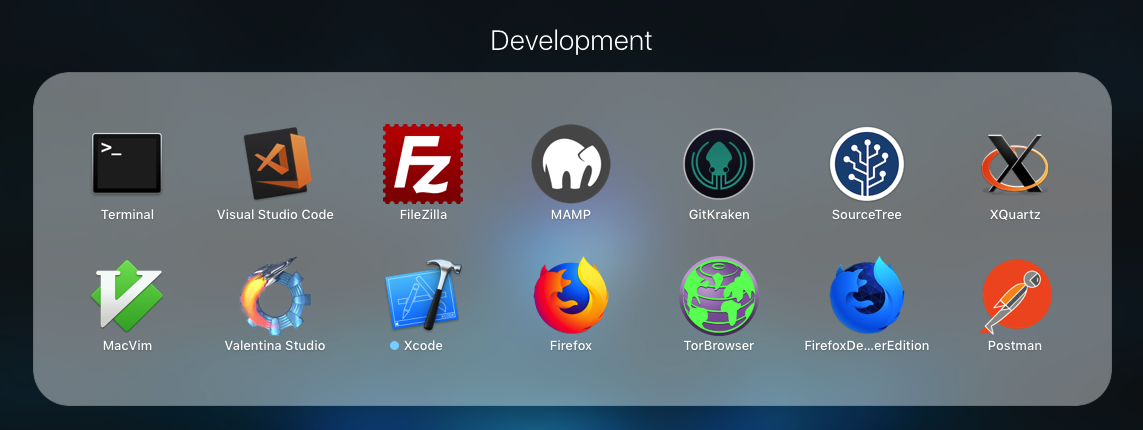 Development
>_
Fz
Terminal
Visual Studio Code
FileZilla
MAMP
GitKraken
SourceTree
XQuartz
MacVim
Valentina Studio
Xcode
Firefox
TorBrowser
FirefoxDe...erEdition
Postman